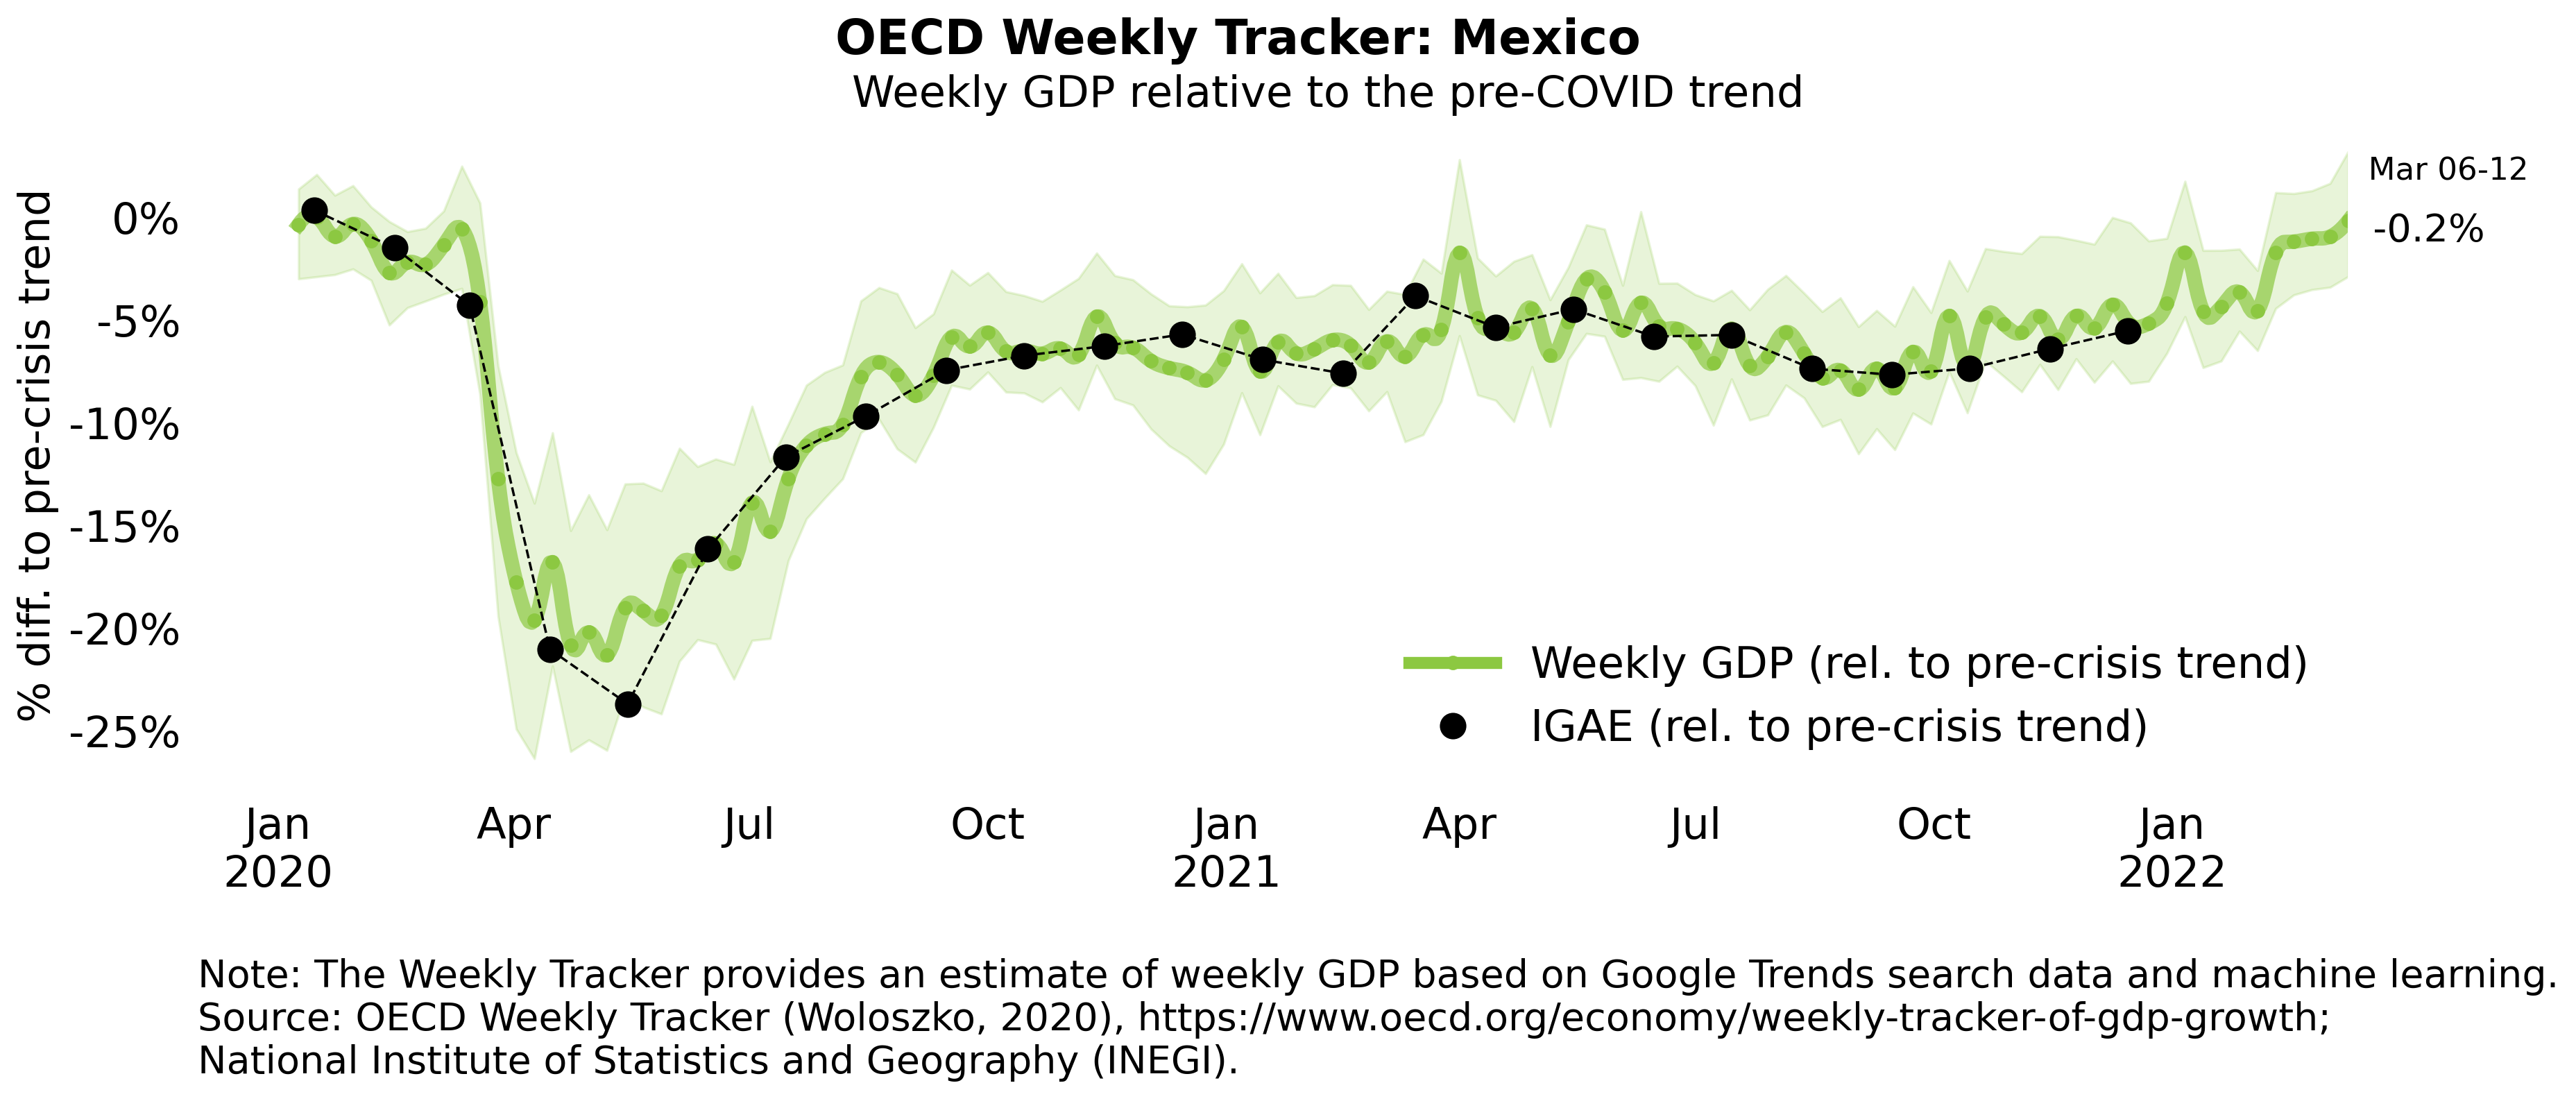 OECD Weekly Tracker: Mexico
Weekly GDP relative to the pre-COVID trend
% diff. to pre-crisis trend
0%
-5%
-10%
-15%
-20%
-25%
Mar 06-12
-0.2%
Weekly GDP (rel. to pre-crisis trend)
IGAE (rel. to pre-crisis trend)
Jan Apr Jul Oct Jan Apr Jul Oct Jan
2020 2021 2022
Note: The Weekly Tracker provides an estimate of weekly GDP based on Google Trends search data and machine learning.
Source: OECD Weekly Tracker (Woloszko, 2020), https://www.oecd.org/economy/weekly-tracker-of-gdp-growth;
National Institute of Statistics and Geography (INEGI).